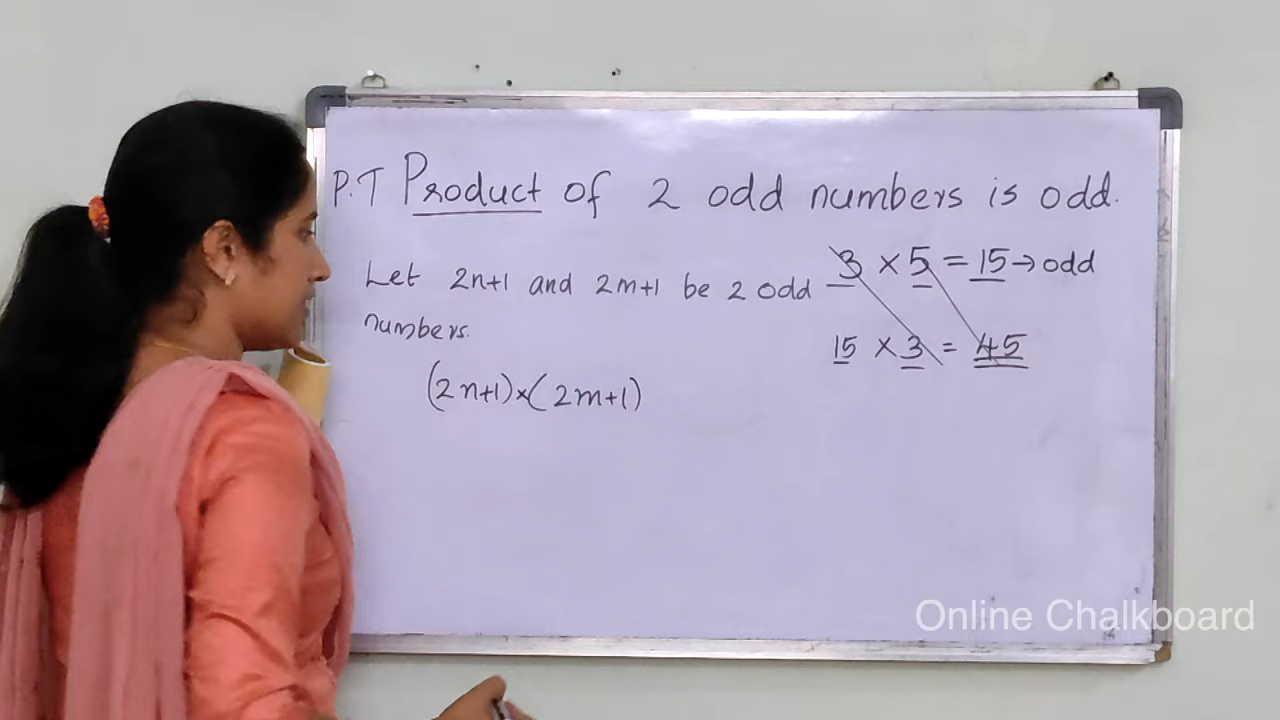 P.T Product of 2 odd numbers is odd.
Let 2n+1 and 2m+1 be 2 odd
numbers.
(2n+1)×(2m+1)
3 × 5 = 15 → odd
15 × 3 = 45
Online Chalkboard